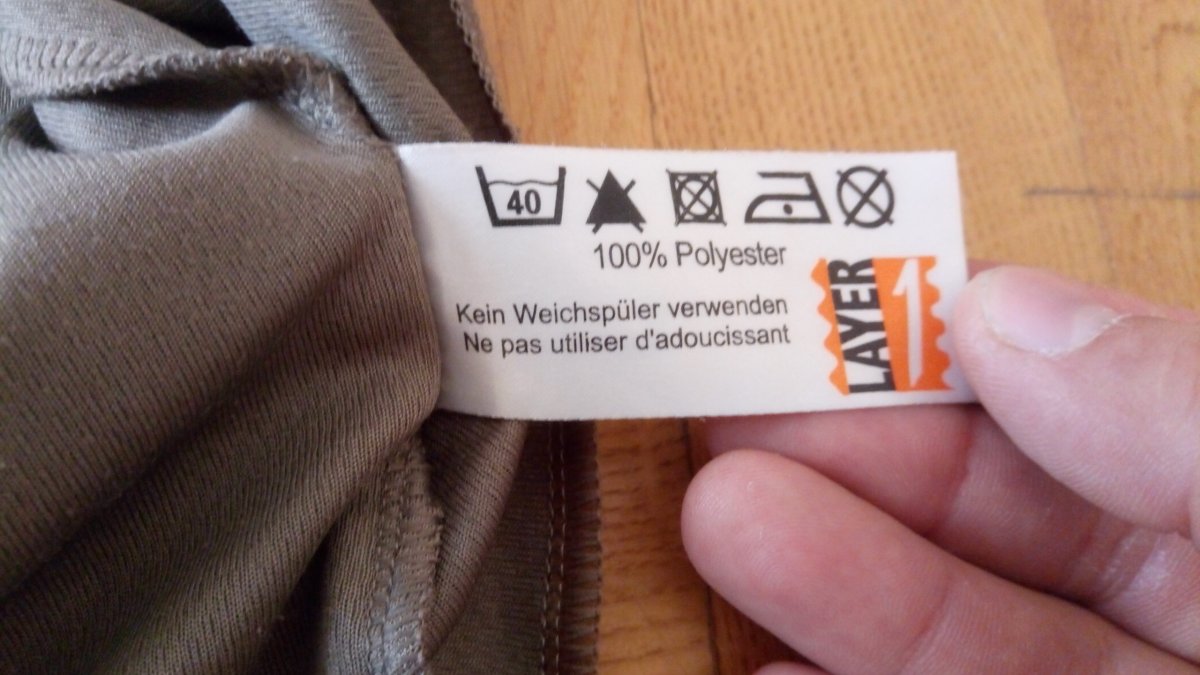 40
100% Polyester
Kein Weichspüler verwenden
Ne pas utiliser d'adoucissant
LAYER 1